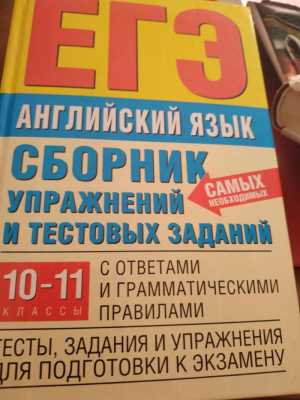 ЕГЭ
АНГЛИЙСКИЙ ЯЗЫК
СБОРНИК
САМЫХ
НЕОБХОДИМЫХ
УПРАЖНЕНИЙ
И ТЕСТОВЫХ ЗАДАНИЙ
10-11
КЛАССЫ
С ОТВЕТАМИ
И ГРАММАТИЧЕСКИМИ
ПРАВИЛАМИ
ТЕСТЫ, ЗАДАНИЯ И УПРАЖНЕНИЯ
ДЛЯ ПОДГОТОВКИ К ЭКЗАМЕНУ